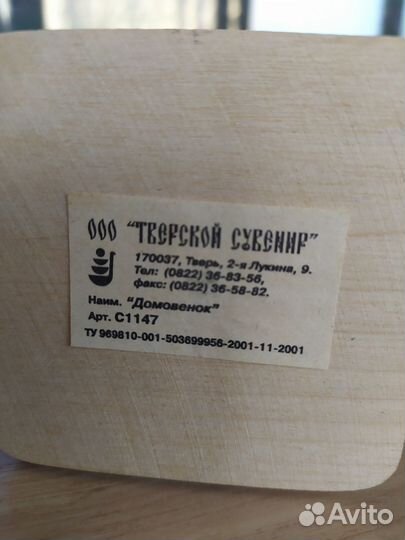 ООО "ТВЕРСКОЙ СУВЕНИР"
170037, Тверь, 2-я Лукина, 9.
Тел: (0822) 36-83-56,
факс: (0822) 36-58-82.
Наим. "Домовенок"
Арт. С1147
ТУ 969810-001-503699956-2001-11-2001
Avito